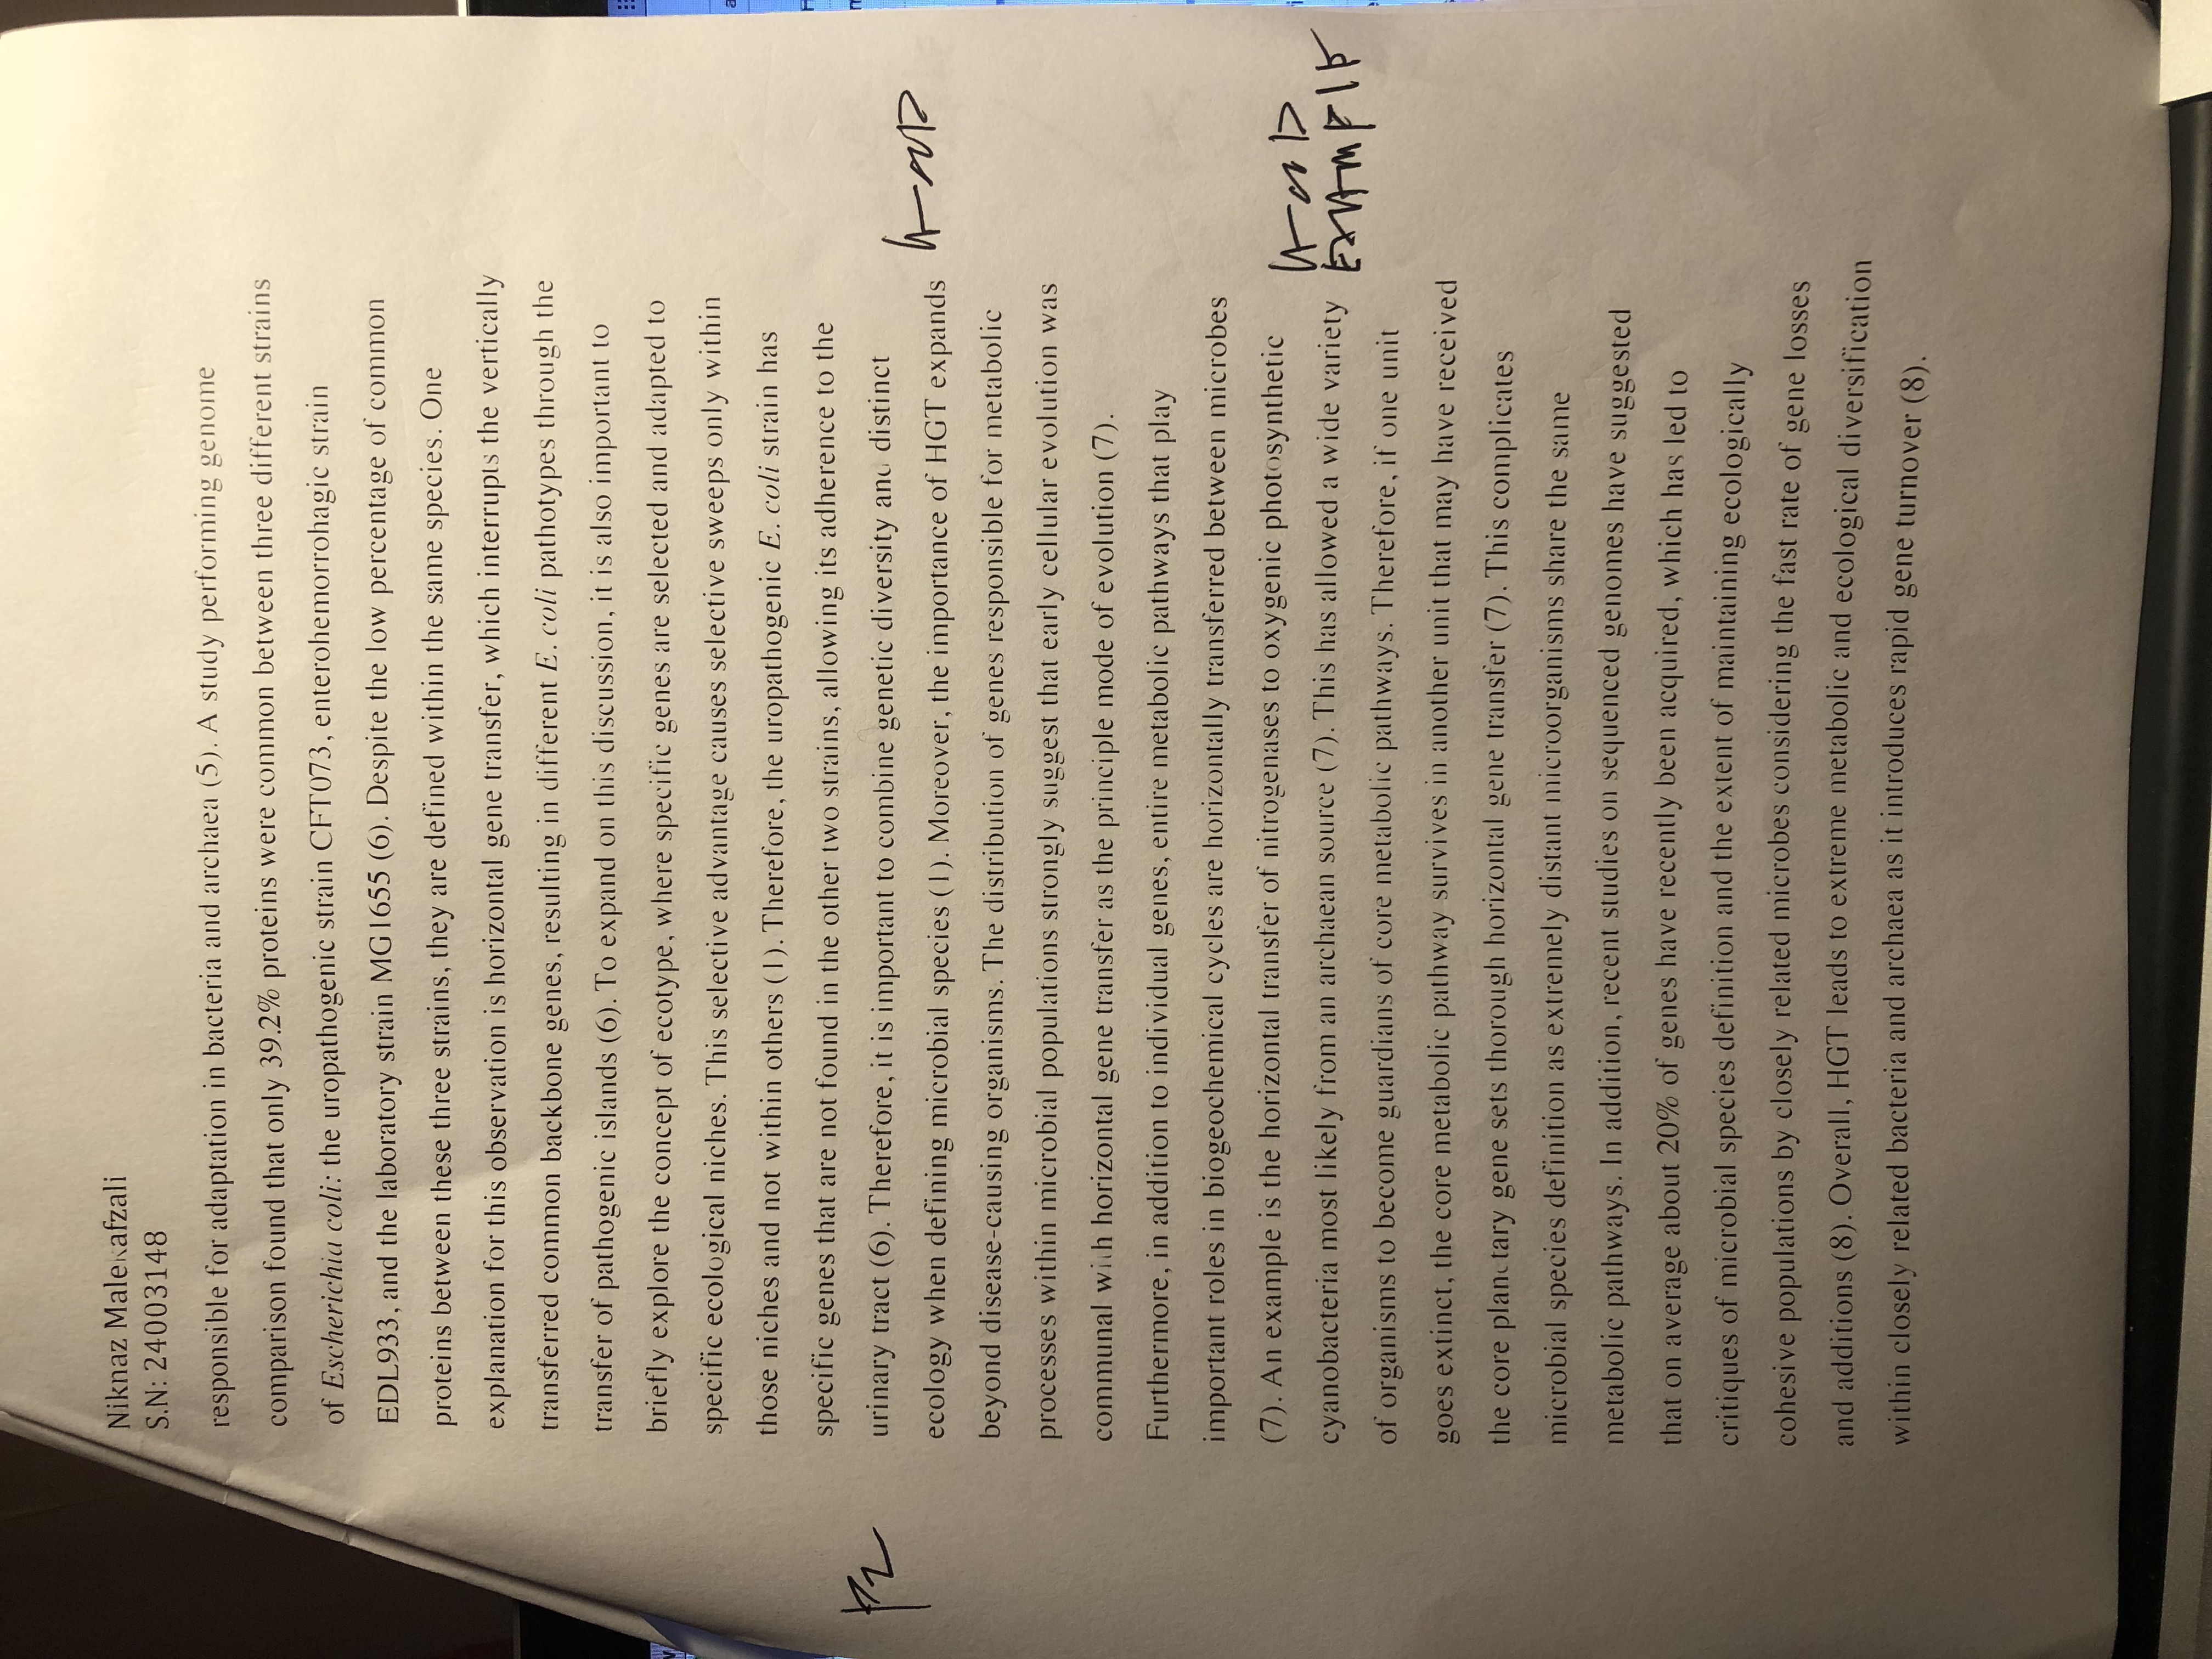 Niknaz Malekafzali
S.N: 24003148
responsible for adaptation in bacteria and archaea (5). A study performing genome
comparison found that only 39.2% proteins were common between three different strains
of Escherichia coli: the uropathogenic strain CFT073, enterohemorrohagic strain
EDL933, and the laboratory strain MG1655 (6). Despite the low percentage of common
proteins between these three strains, they are defined within the same species. One
explanation for this observation is horizontal gene transfer, which interrupts the vertically
transferred common backbone genes, resulting in different E. coli pathotypes through the
transfer of pathogenic islands (6). To expand on this discussion, it is also important to
briefly explore the concept of ecotype, where specific genes are selected and adapted to
specific ecological niches. This selective advantage causes selective sweeps only within
those niches and not within others (1). Therefore, the uropathogenic E. coli strain has
specific genes that are not found in the other two strains, allowing its adherence to the
urinary tract (6). Therefore, it is important to combine genetic diversity and distinct
ecology when defining microbial species (1). Moreover, the importance of HGT expands
beyond disease-causing organisms. The distribution of genes responsible for metabolic
processes within microbial populations strongly suggest that early cellular evolution was
communal with horizontal gene transfer as the principle mode of evolution (7).
Furthermore, in addition to individual genes, entire metabolic pathways that play
important roles in biogeochemical cycles are horizontally transferred between microbes
(7). An example is the horizontal transfer of nitrogenases to oxygenic photosynthetic
cyanobacteria most likely from an archaean source (7). This has allowed a wide variety
EXAMPLE
of organisms to become guardians of core metabolic pathways. Therefore, if one unit
goes extinct, the core metabolic pathway survives in another unit that may have received
the core planetary gene sets thorough horizontal gene transfer (7). This complicates
microbial species definition as extremely distant microorganisms share the same
metabolic pathways. In addition, recent studies on sequenced genomes have suggested
that on average about 20% of genes have recently been acquired, which has led to
critiques of microbial species definition and the extent of maintaining ecologically
cohesive populations by closely related microbes considering the fast rate of gene losses
and additions (8). Overall, HGT leads to extreme metabolic and ecological diversification
within closely related bacteria and archaea as it introduces rapid gene turnover (8).